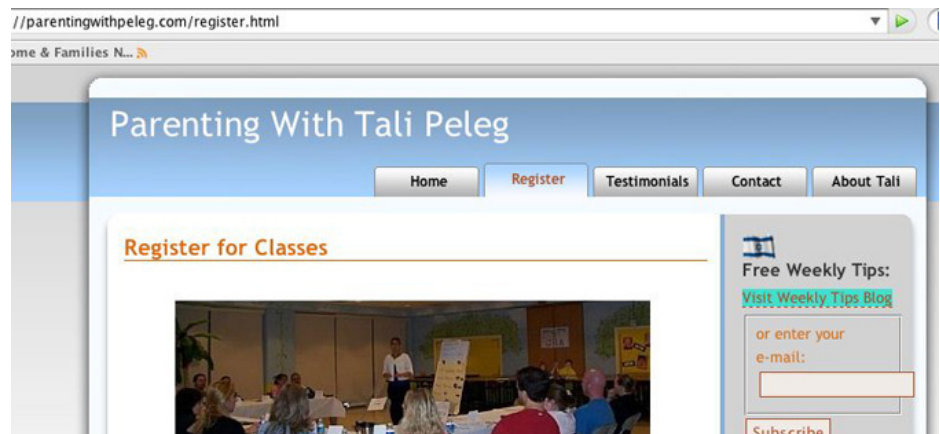 //parentingwithpeleg.com/register.html
ome & Families N...
Parenting With Tali Peleg
Home Register Testimonials Contact About Tali
Register for Classes
Free Weekly Tips:
Visit Weekly Tips Blog
or enter your
e-mail:
Subscribe